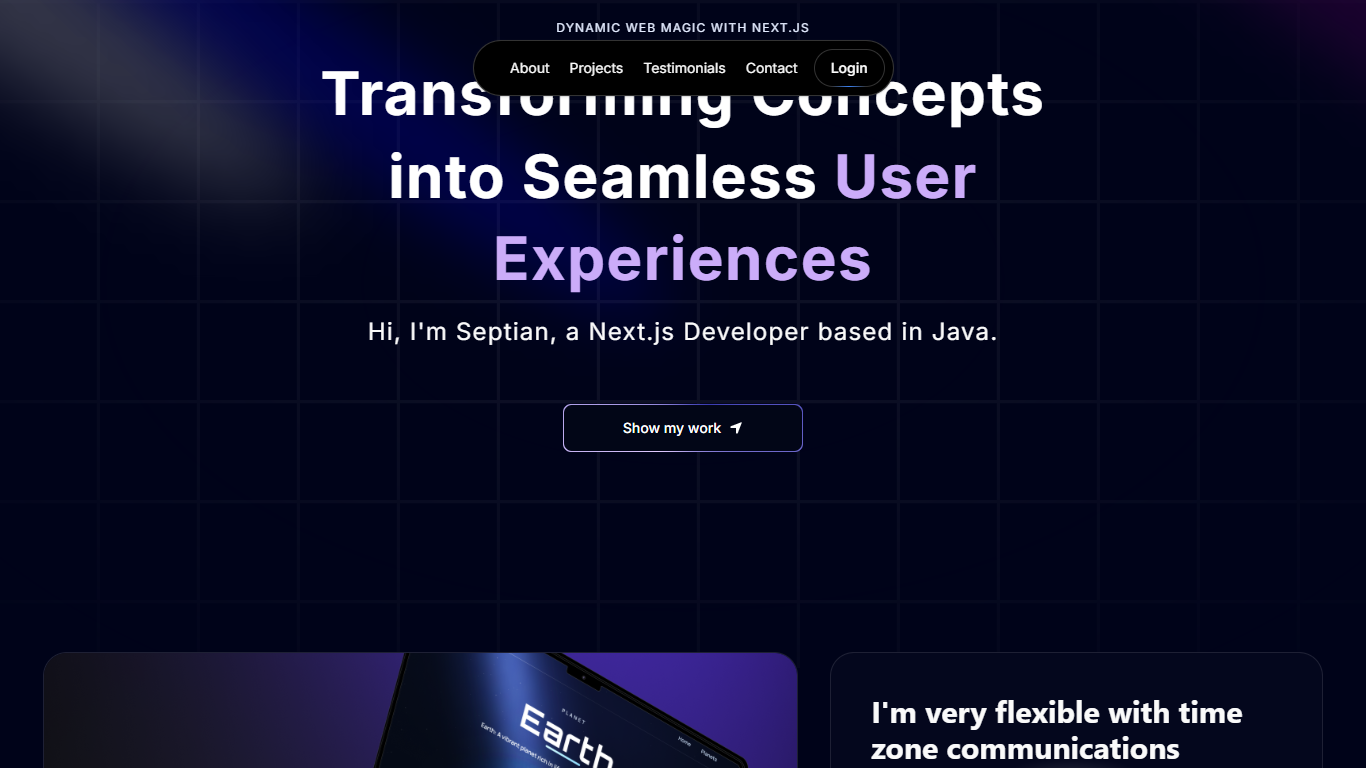 DYNAMIC WEB MAGIC WITH NEXT.JS
About Projects Testimonials Contact Login
Transforming Concepts
into Seamless User
Experiences
Hi, I'm Septian, a Next.js Developer based in Java.
Show my work
PLANET
Home Planets
Earth
Earth: A vibrant planet rich in
I'm very flexible with time
zone communications